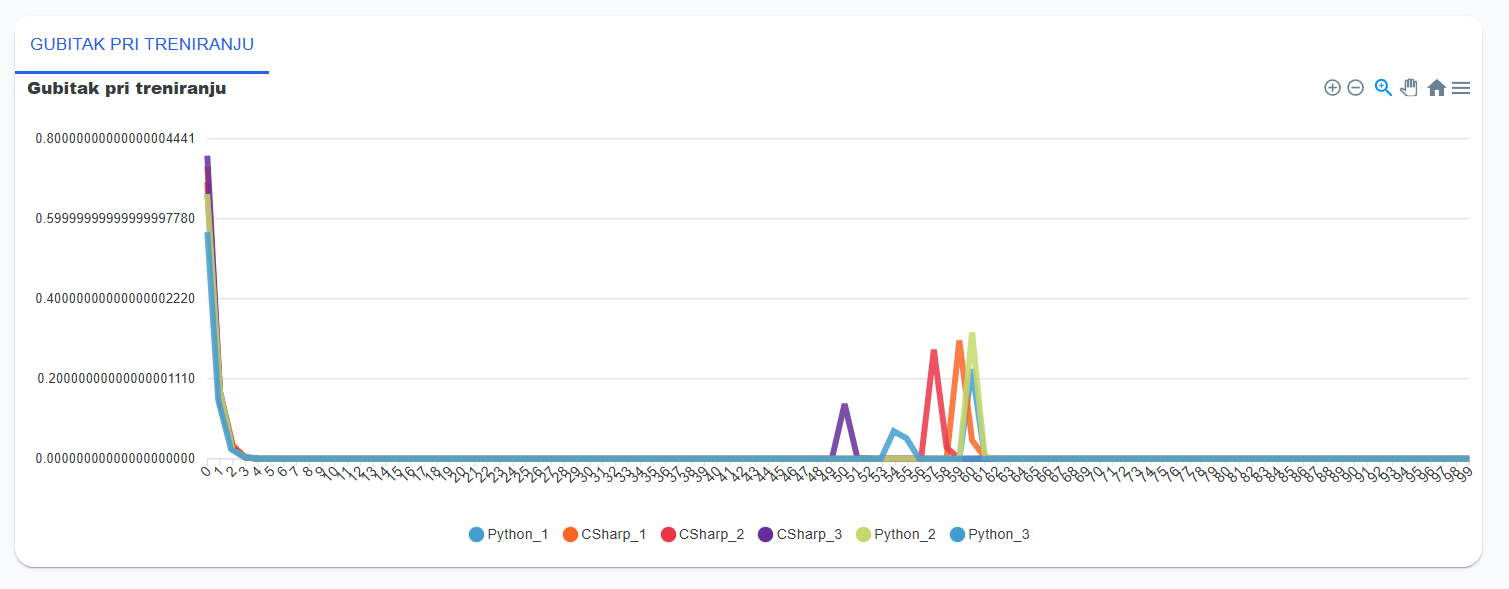 GUBITAK PRI TRENIRANJU
Gubitak pri treniranju
0.80000000000000004441
0.59999999999999997780
0.40000000000000002220
0.20000000000000001110
0.00000000000000000000
0 1 2 3 4 5 6 7 8 9 10 11 12 13 14 15 16 17 18 19 20 21 22 23 24 25 26 27 28 29 30 31 32 33 34 35 36 37 38 39 40 41 42 43 44 45 46 47 48 49 50 51 52 53 54 55 56 57 58 59 60 61 62 63 64 65 66 67 68 69 70 71 72 73 74 75 76 77 78 79 80 81 82 83 84 85 86 87 88 89 90 91 92 93 94 95 96 97 98 99
Python_1 CSharp_1 CSharp_2 CSharp_3 Python_2 Python_3